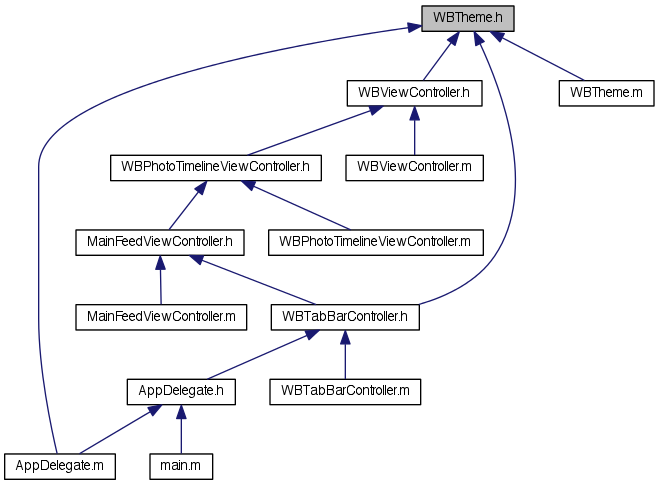 WBTheme.h
WBViewController.h
WBTheme.m
WBPhotoTimelineViewController.h
WBViewController.m
MainFeedViewController.h
WBPhotoTimelineViewController.m
MainFeedViewController.m
WBTabBarController.h
AppDelegate.h
WBTabBarController.m
AppDelegate.m
main.m